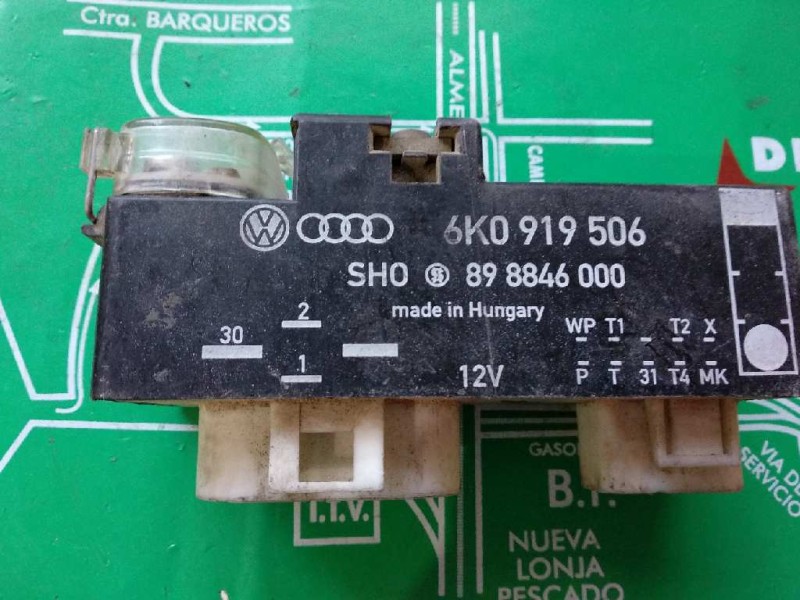 Ctra. BARQUEROS
ALME
CAMI
DE
6K0 919 506
SHO 89 8846 000
made in Hungary
2
30
1
12V
WP T1 T2 X
P T 31 T4 MK
GASO
B.P.
I.T.V.
NUEVA
LONJA
PESCADO
VIA DE
SERVICIO